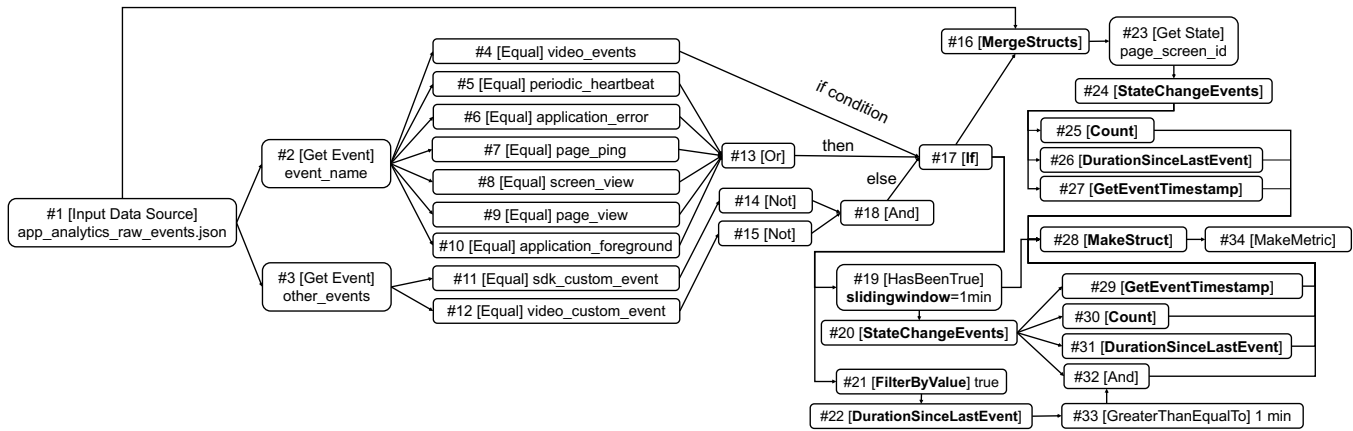 #1 [Input Data Source]
app_analytics_raw_events.json
#2 [Get Event]
event_name
#3 [Get Event]
other_events
#4 [Equal] video_events
#5 [Equal] periodic_heartbeat
#6 [Equal] application_error
#7 [Equal] page_ping
#8 [Equal] screen_view
#9 [Equal] page_view
#10 [Equal] application_foreground
#11 [Equal] sdk_custom_event
#12 [Equal] video_custom_event
#13 [Or]
#14 [Not]
#15 [Not]
if condition
then
else
#18 [And]
#17 [If]
#16 [MergeStructs]
#23 [Get State]
page_screen_id
#24 [StateChangeEvents]
#25 [Count]
#26 [DurationSinceLastEvent]
#27 [GetEventTimestamp]
#28 [MakeStruct]
#34 [MakeMetric]
#19 [HasBeenTrue]
slidingwindow=1min
#20 [StateChangeEvents]
#29 [GetEventTimestamp]
#30 [Count]
#31 [DurationSinceLastEvent]
#32 [And]
#21 [FilterByValue] true
#22 [DurationSinceLastEvent]
#33 [GreaterThanEqualTo] 1 min